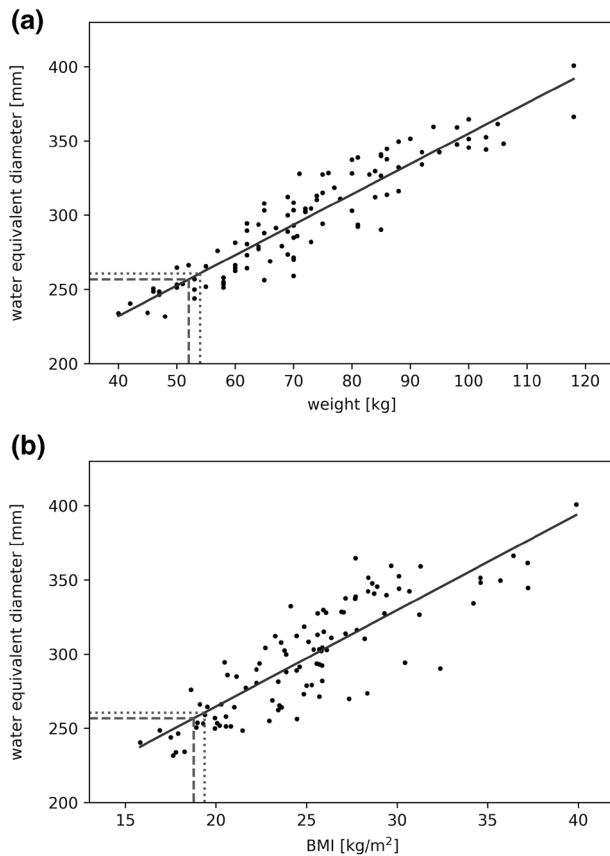 (a)
water equivalent diameter [mm]
400
350
300
250
200
40 50 60 70 80 90 100 110 120
weight [kg]
(b)
water equivalent diameter [mm]
400
350
300
250
200
15 20 25 30 35 40
BMI [kg/m²]